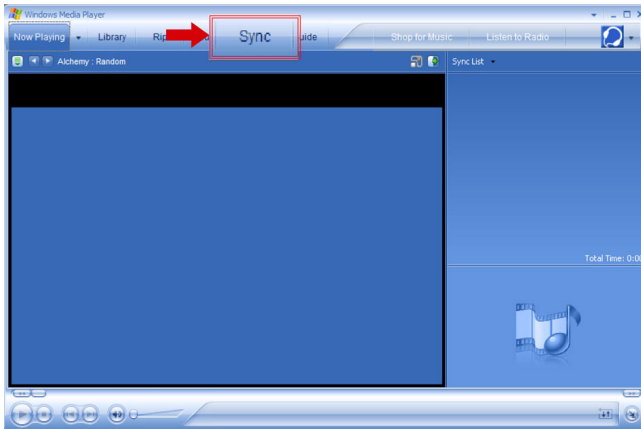 Windows Media Player
Now Playing Library Rip Sync uide Shop for Music Listen to Radio
Alchemy : Random Sync List
Total Time: 0:00